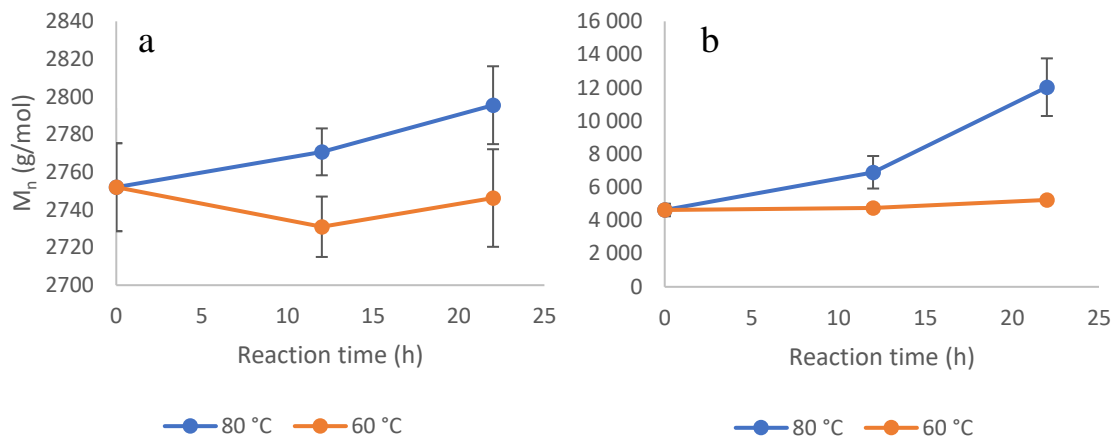 a
2840
2820
2800
2780
2760
2740
2720
2700
Mₙ (g/mol)
0 5 10 15 20 25
Reaction time (h)
80 °C 60 °C
b
16 000
14 000
12 000
10 000
8 000
6 000
4 000
2 000
0
0 5 10 15 20 25
Reaction time (h)
80 °C 60 °C